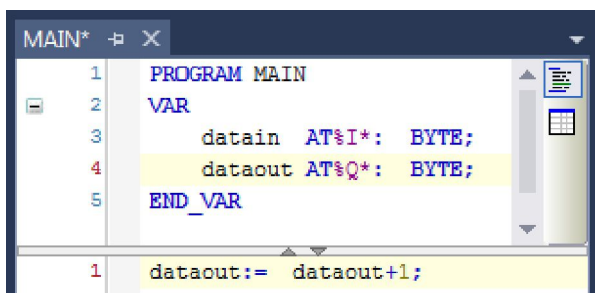 MAIN*
1 PROGRAM MAIN
2 VAR
3 datain AT%I*: BYTE;
4 dataout AT%Q*: BYTE;
5 END_VAR
1 dataout:= dataout+1;